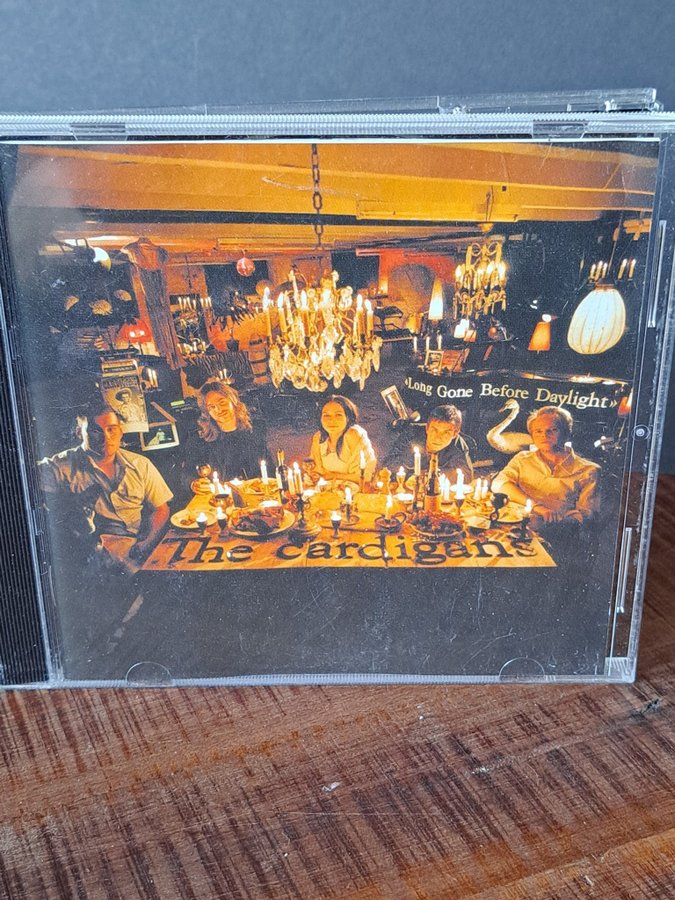 «Long Gone Before Daylight»
The cardigans